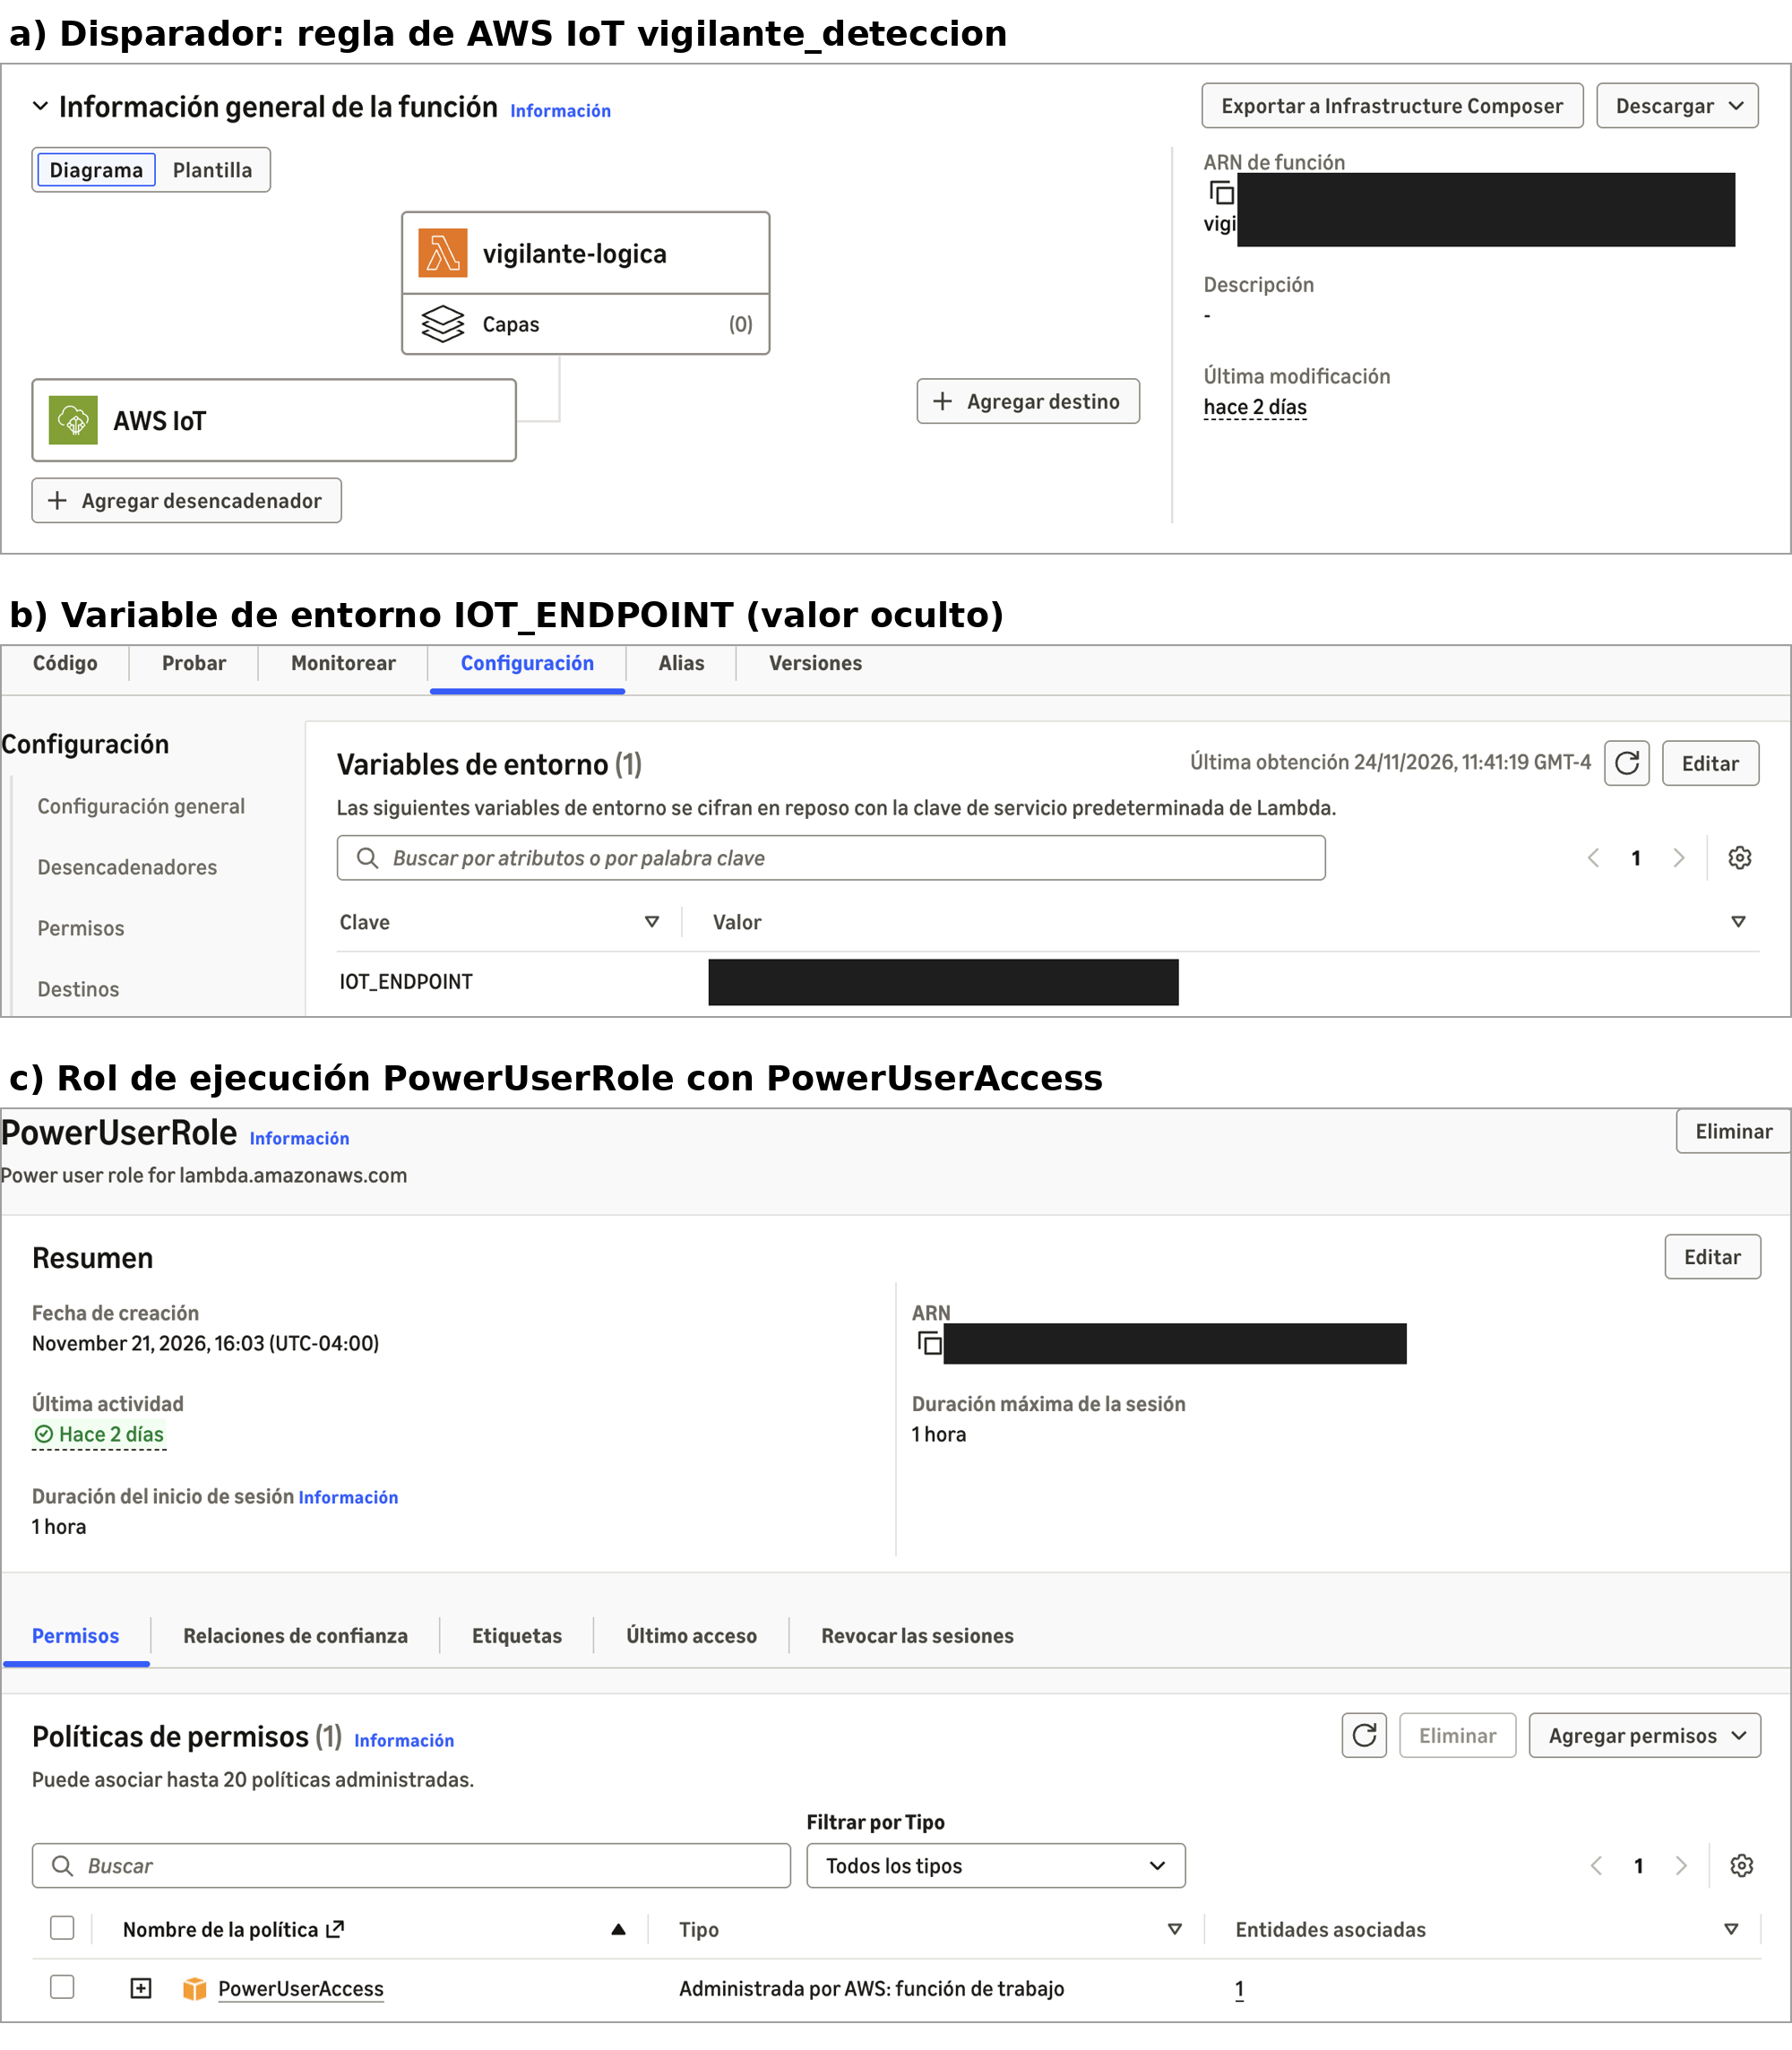 a) Disparador: regla de AWS IoT vigilante_deteccion
Información general de la función Información
Exportar a Infrastructure Composer
Descargar
Diagrama
Plantilla
vigilante-logica
Capas (0)
AWS IoT
Agregar desencadenador
Agregar destino
ARN de función
vigi
Descripción
-
Última modificación
hace 2 días
b) Variable de entorno IOT_ENDPOINT (valor oculto)
Código Probar Monitorear Configuración Alias Versiones
Configuración
Configuración general
Desencadenadores
Permisos
Destinos
Variables de entorno (1)
Última obtención 24/11/2026, 11:41:19 GMT-4
Editar
Las siguientes variables de entorno se cifran en reposo con la clave de servicio predeterminada de Lambda.
Buscar por atributos o por palabra clave
1
Clave Valor
IOT_ENDPOINT
c) Rol de ejecución PowerUserRole con PowerUserAccess
PowerUserRole Información
Eliminar
Power user role for lambda.amazonaws.com
Resumen
Editar
Fecha de creación
November 21, 2026, 16:03 (UTC-04:00)
ARN
Última actividad
Hace 2 días
Duración máxima de la sesión
1 hora
Duración del inicio de sesión Información
1 hora
Permisos Relaciones de confianza Etiquetas Último acceso Revocar las sesiones
Políticas de permisos (1) Información
Eliminar
Agregar permisos
Puede asociar hasta 20 políticas administradas.
Filtrar por Tipo
Buscar
Todos los tipos
1
Nombre de la política Tipo Entidades asociadas
PowerUserAccess Administrada por AWS: función de trabajo 1